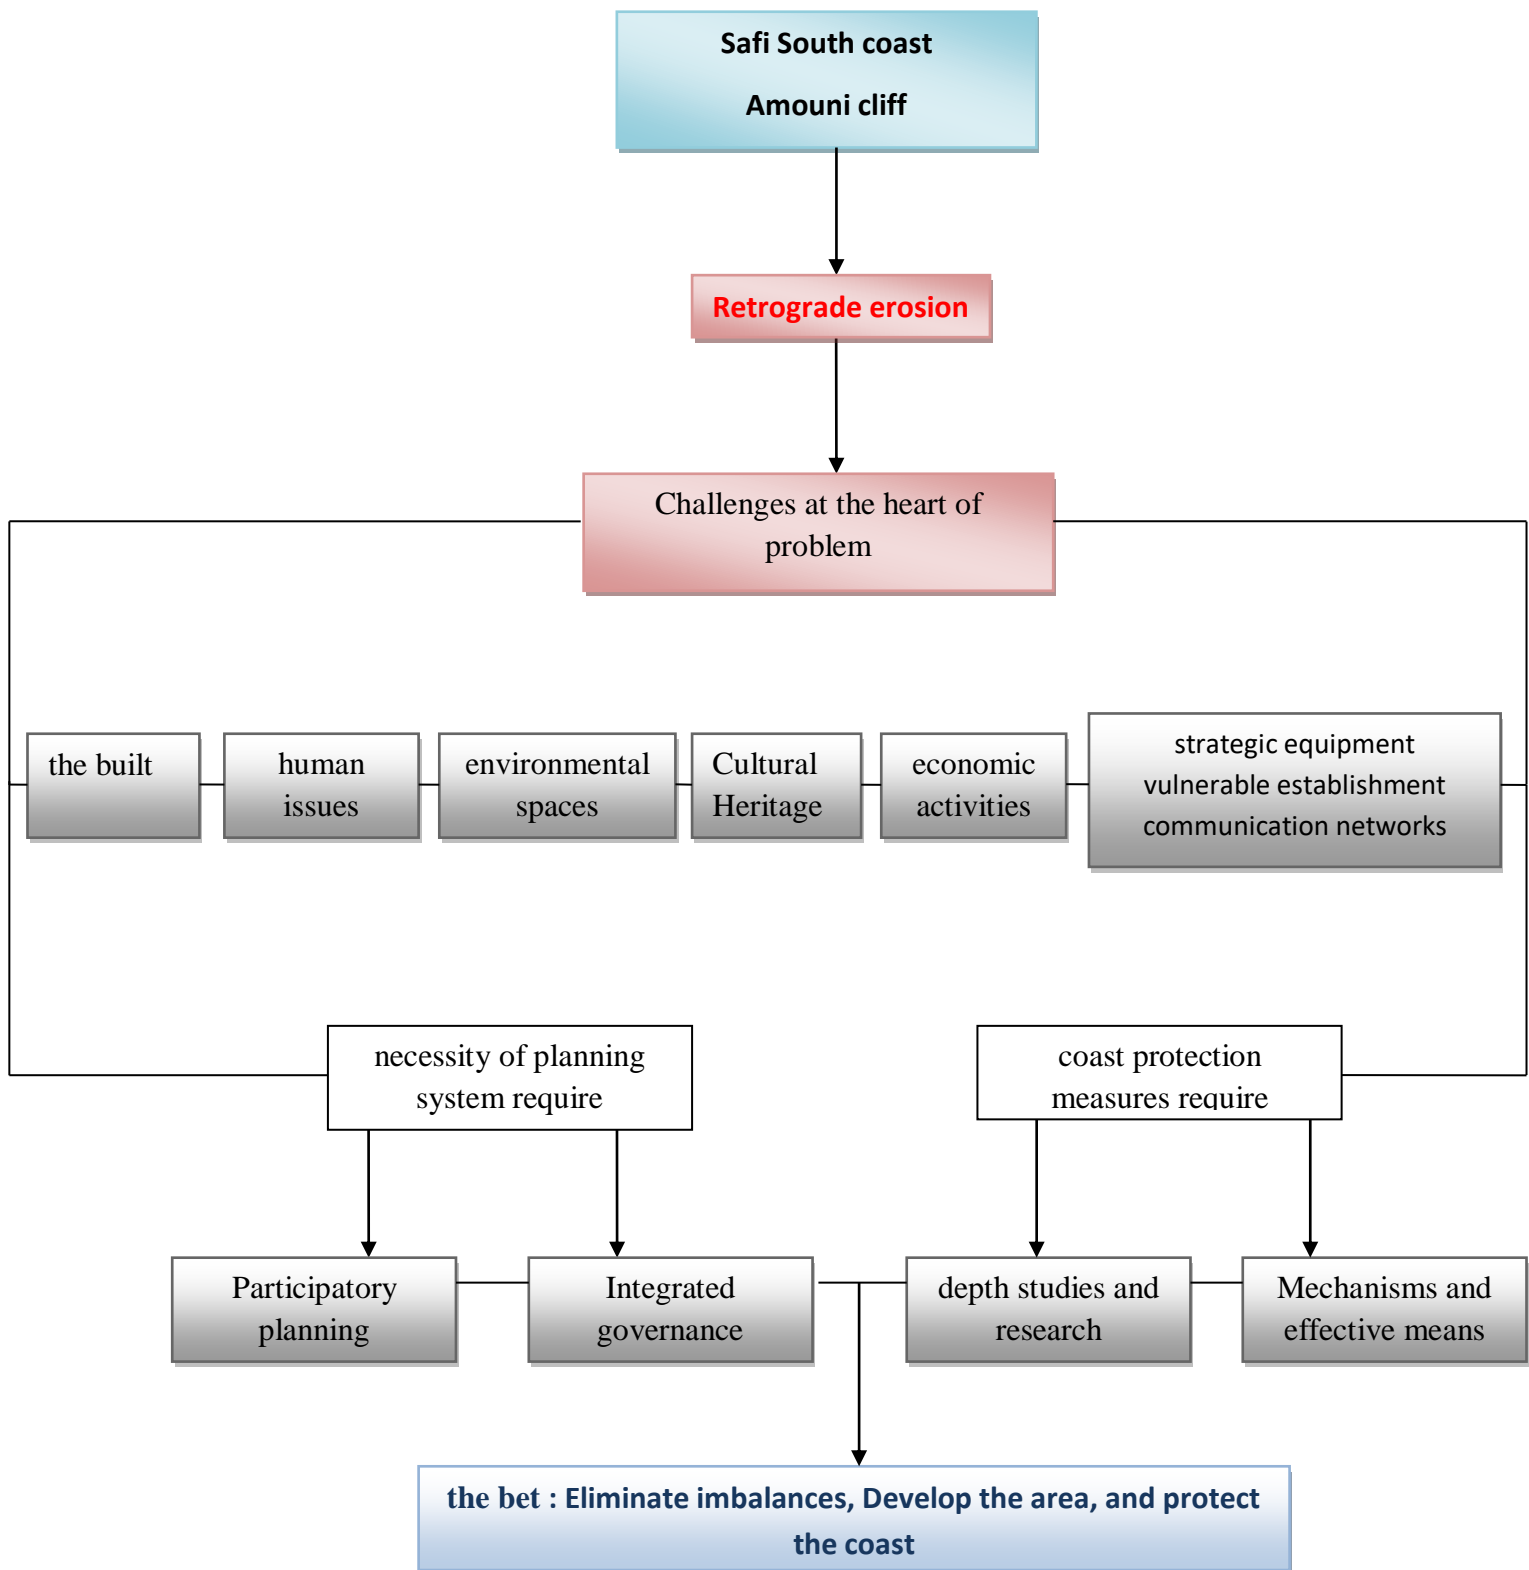 Safi South coast
Amouni cliff
Retrograde erosion
Challenges at the heart of
problem
the built
human
issues
environmental
spaces
Cultural
Heritage
economic
activities
strategic equipment
vulnerable establishment
communication networks
necessity of planning
system require
coast protection
measures require
Participatory
planning
Integrated
governance
depth studies and
research
Mechanisms and
effective means
the bet : Eliminate imbalances, Develop the area, and protect
the coast